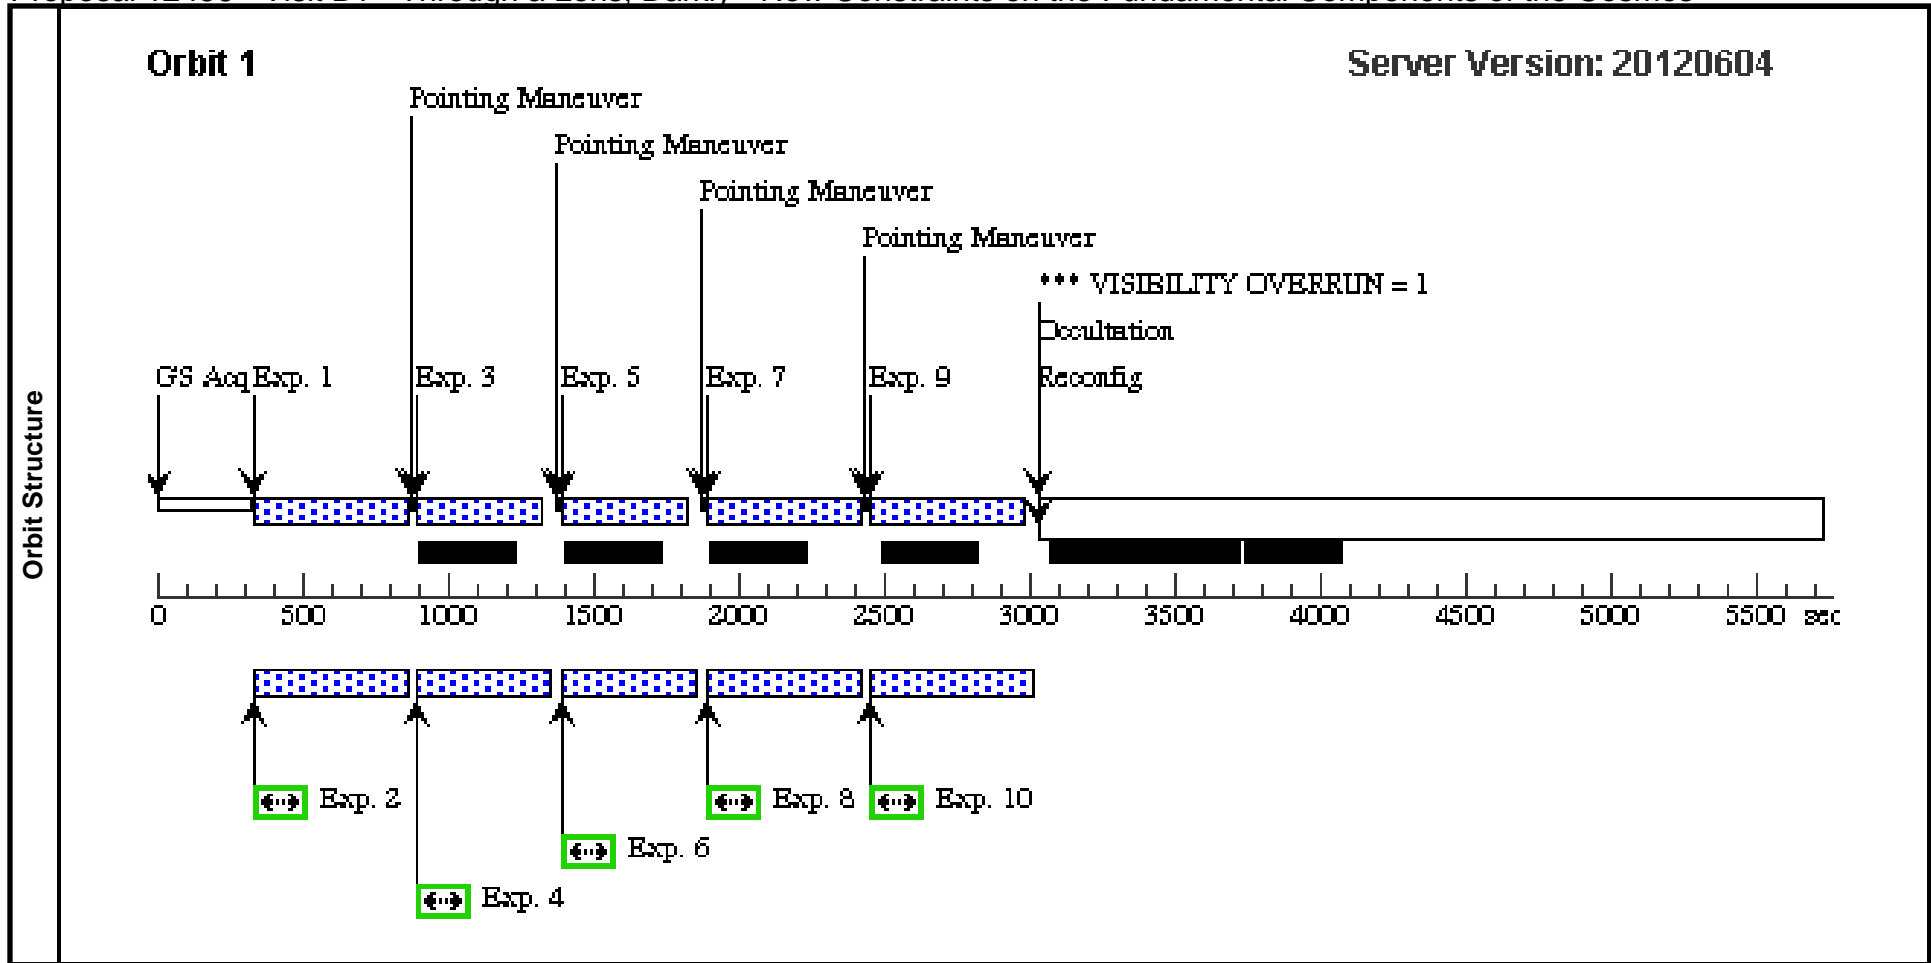 Orbit 1
Server Version: 20120604
Pointing Maneuver
Pointing Maneuver
Pointing Maneuver
Pointing Maneuver
*** VISIBILITY OVERRUN = 1
Occultation
GS Acq Exp. 1 Exp. 3 Exp. 5 Exp. 7 Exp. 9 Reconfig
Orbit Structure
0 500 1000 1500 2000 2500 3000 3500 4000 4500 5000 5500 sec
Exp. 2 Exp. 8 Exp. 10
Exp. 6
Exp. 4